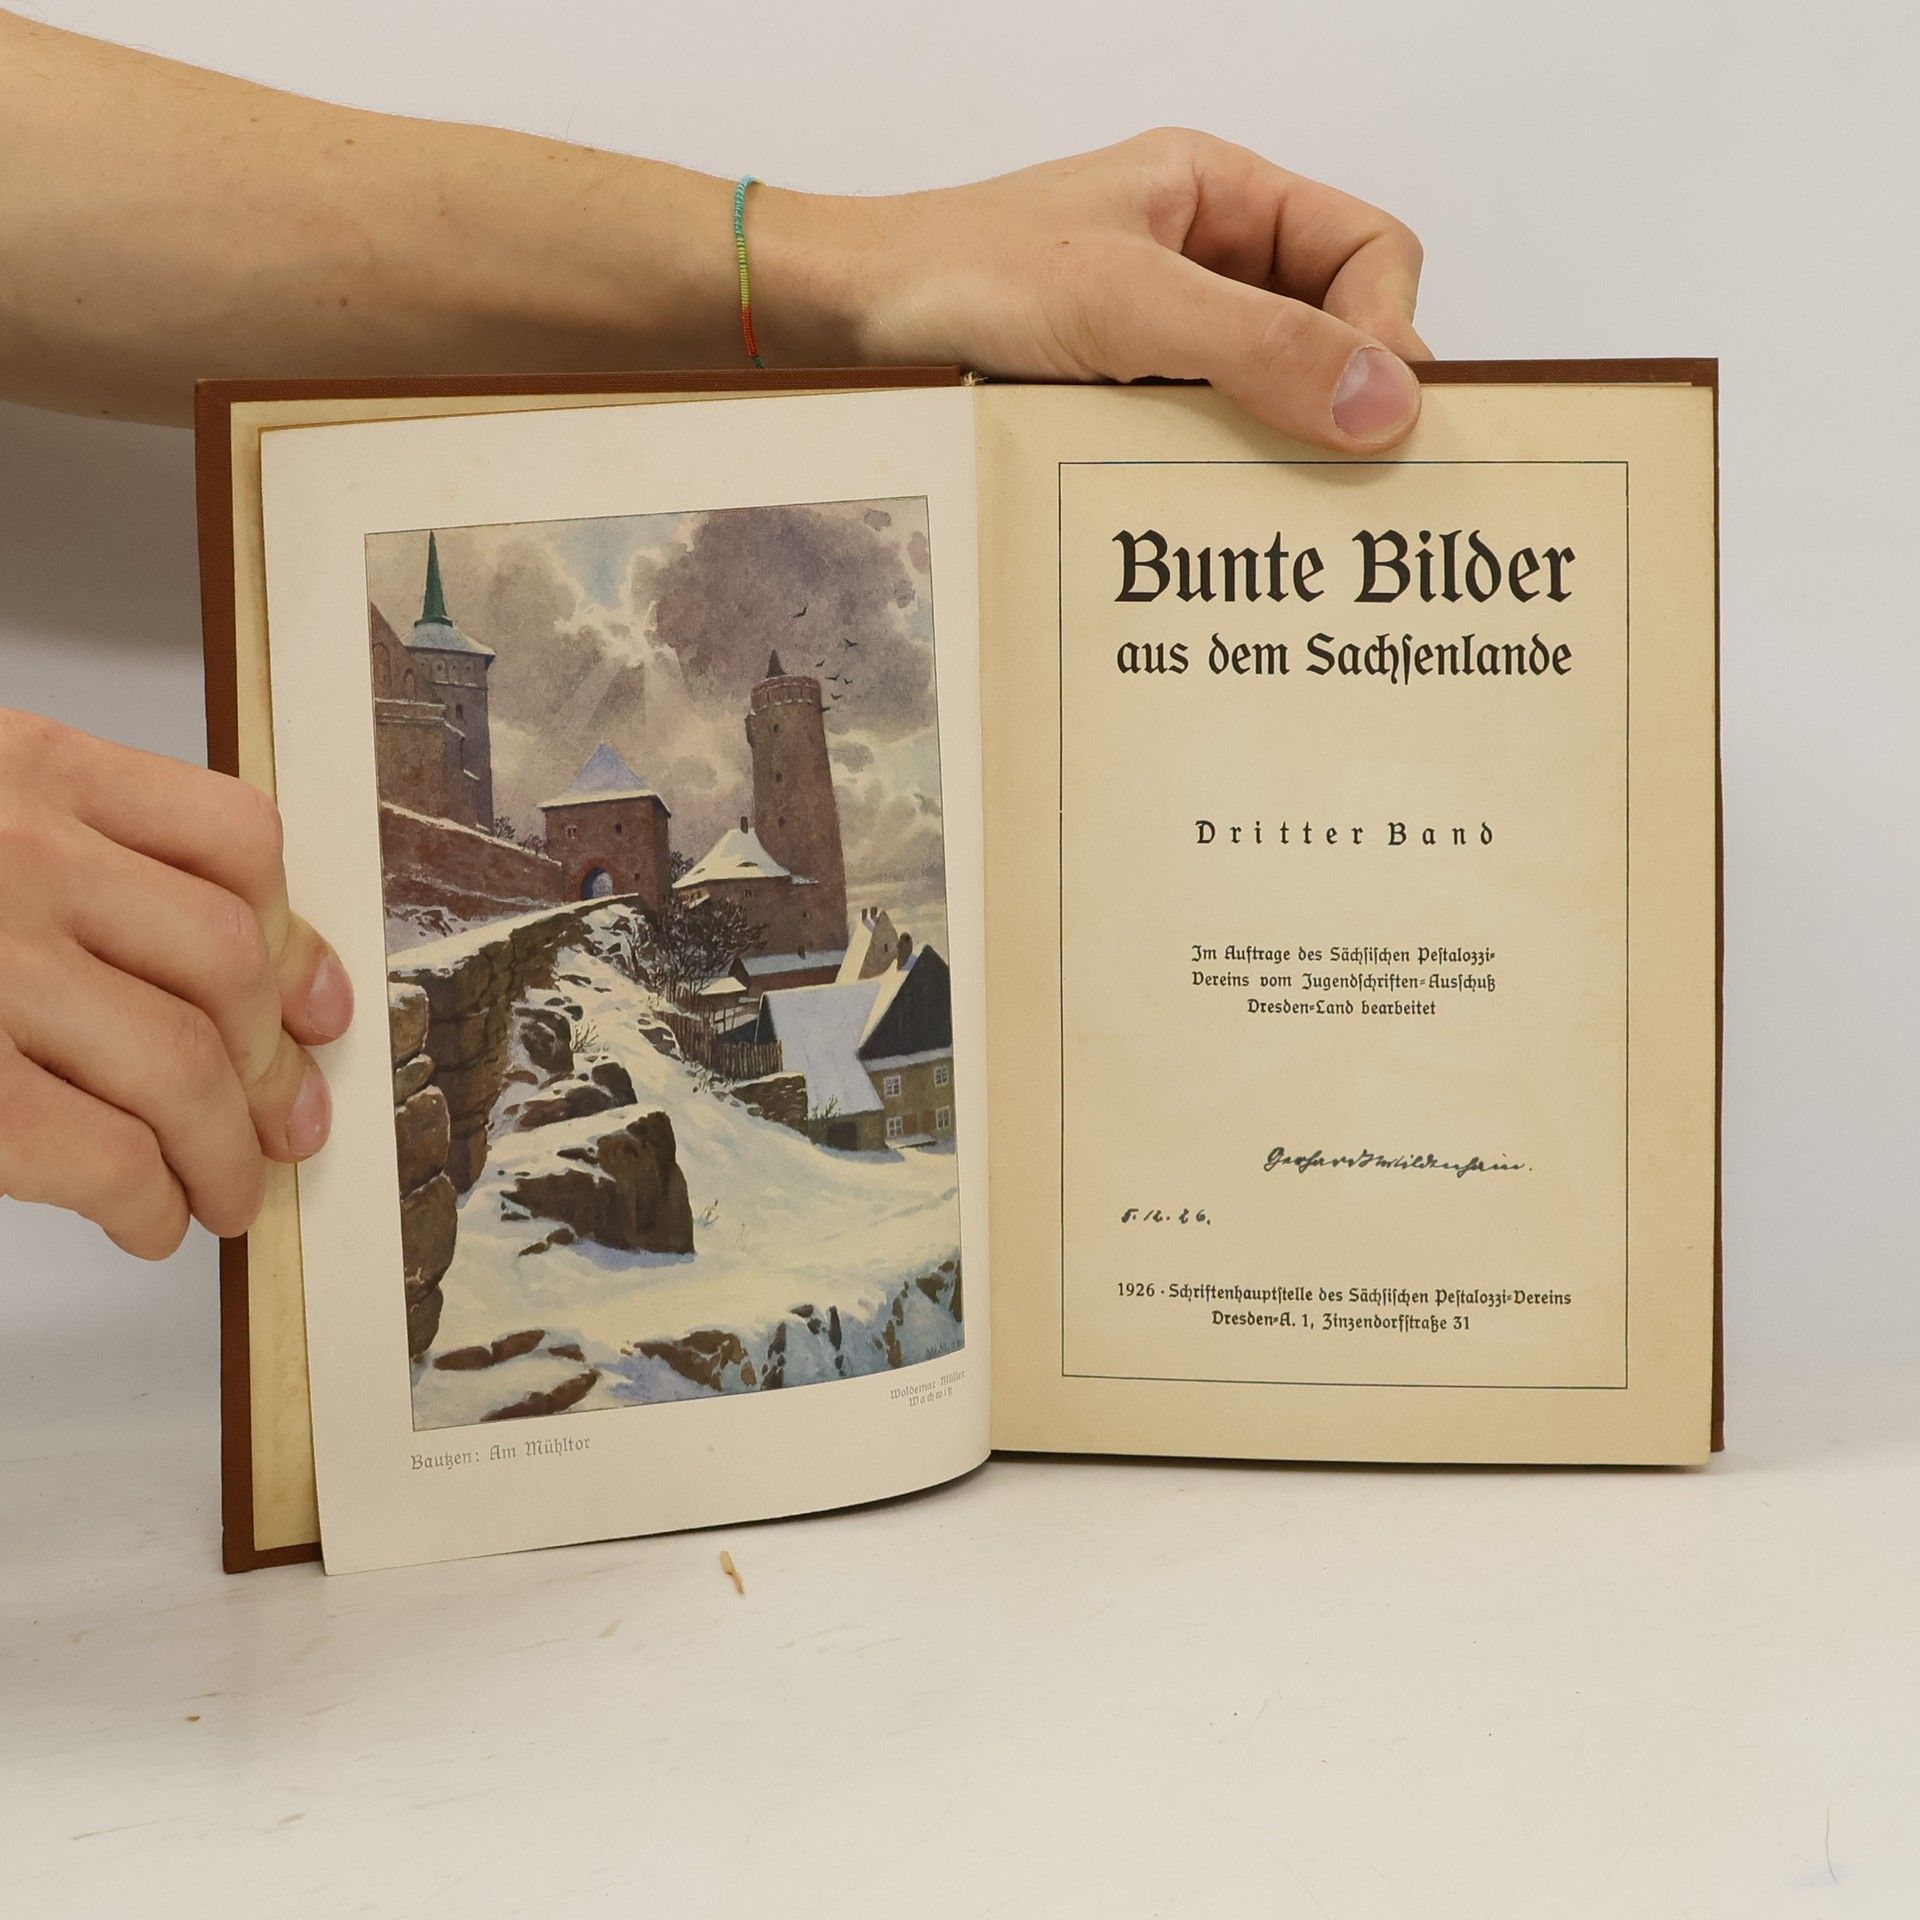 Bautzen: Am Mühltor
Woldemar Müller
Wachwitz
Bunte Bilder
aus dem Sachſenlande
Dritter Band
Im Auftrage des Sächſiſchen Peſtalozzi-
Vereins vom Jugendſchriften-Ausſchuß
Dresden-Land bearbeitet
Gerhard Wildenhain.
5.12.26.
1926 · Schriftenhauptſtelle des Sächſiſchen Peſtalozzi-Vereins
Dresden-A. 1, Zinzendorfſtraße 31